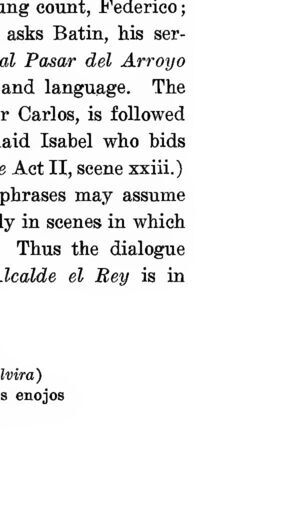 ung count, Federico;
asks Batin, his ser-
al Pasar del Arroyo
and language. The
r Carlos, is followed
aid Isabel who bids
e Act II, scene xxiii.)
phrases may assume
ly in scenes in which
Thus the dialogue
lcalde el Rey is in
lvira)
s enojos